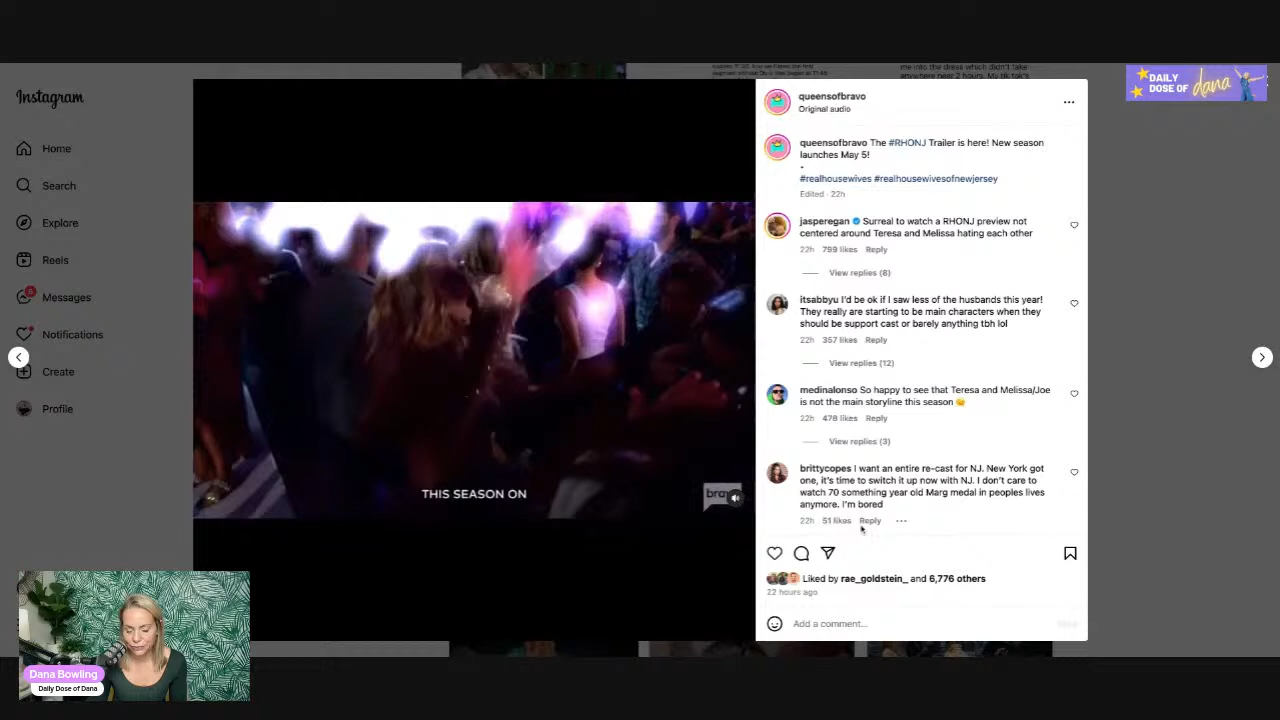 Instagram
Home
Search
Explore
Reels
6
Messages
Notifications
Create
Profile
THIS SEASON ON
Dana Bowling
Daily Dose of Dana
me into the dress which didn't take
DAILY
DOSE OF dana
queensofbravo
Original audio
queensofbravo The #RHONJ Trailer is here! New season
launches May 5!
-
#realhousewives #realhousewivesofnewjersey
Edited · 22h
jasperegan Surreal to watch a RHONJ preview not
centered around Teresa and Melissa hating each other
22h 799 likes Reply
View replies (8)
itsabbyu I'd be ok if I saw less of the husbands this year!
They really are starting to be main characters when they
should be support cast or barely anything tbh lol
22h 357 likes Reply
View replies (12)
medinalonso So happy to see that Teresa and Melissa/Joe
is not the main storyline this season
22h 478 likes Reply
View replies (3)
brittycopes I want an entire re-cast for NJ. New York got
one, it's time to switch it up now with NJ. I don't care to
watch 70 something year old Marg medal in peoples lives
anymore. I'm bored
22h 51 likes Reply
Liked by rae_goldstein_ and 6,776 others
22 hours ago
Add a comment...